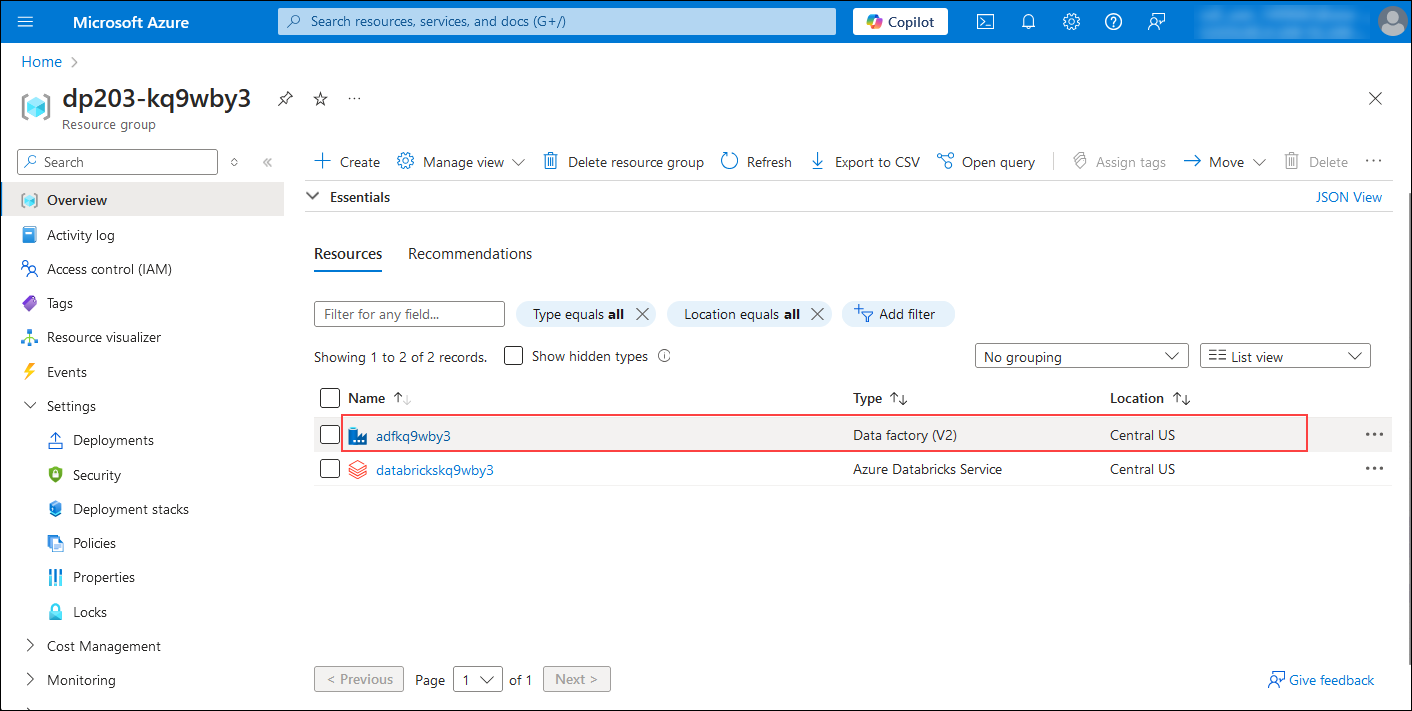 Microsoft Azure
Search resources, services, and docs (G+/)
Copilot
Home
dp203-kq9wby3
Resource group
Search
Create
Manage view
Delete resource group
Refresh
Export to CSV
Open query
Assign tags
Move
Delete
Overview
Activity log
Access control (IAM)
Tags
Resource visualizer
Events
Settings
Deployments
Security
Deployment stacks
Policies
Properties
Locks
Cost Management
Monitoring
Essentials
JSON View
Resources Recommendations
Filter for any field...
Type equals all
Location equals all
Add filter
Showing 1 to 2 of 2 records.
Show hidden types
No grouping
List view
Name Type Location
adfkq9wby3 Data factory (V2) Central US
databrickskq9wby3 Azure Databricks Service Central US
< Previous Page 1 of 1 Next >
Give feedback